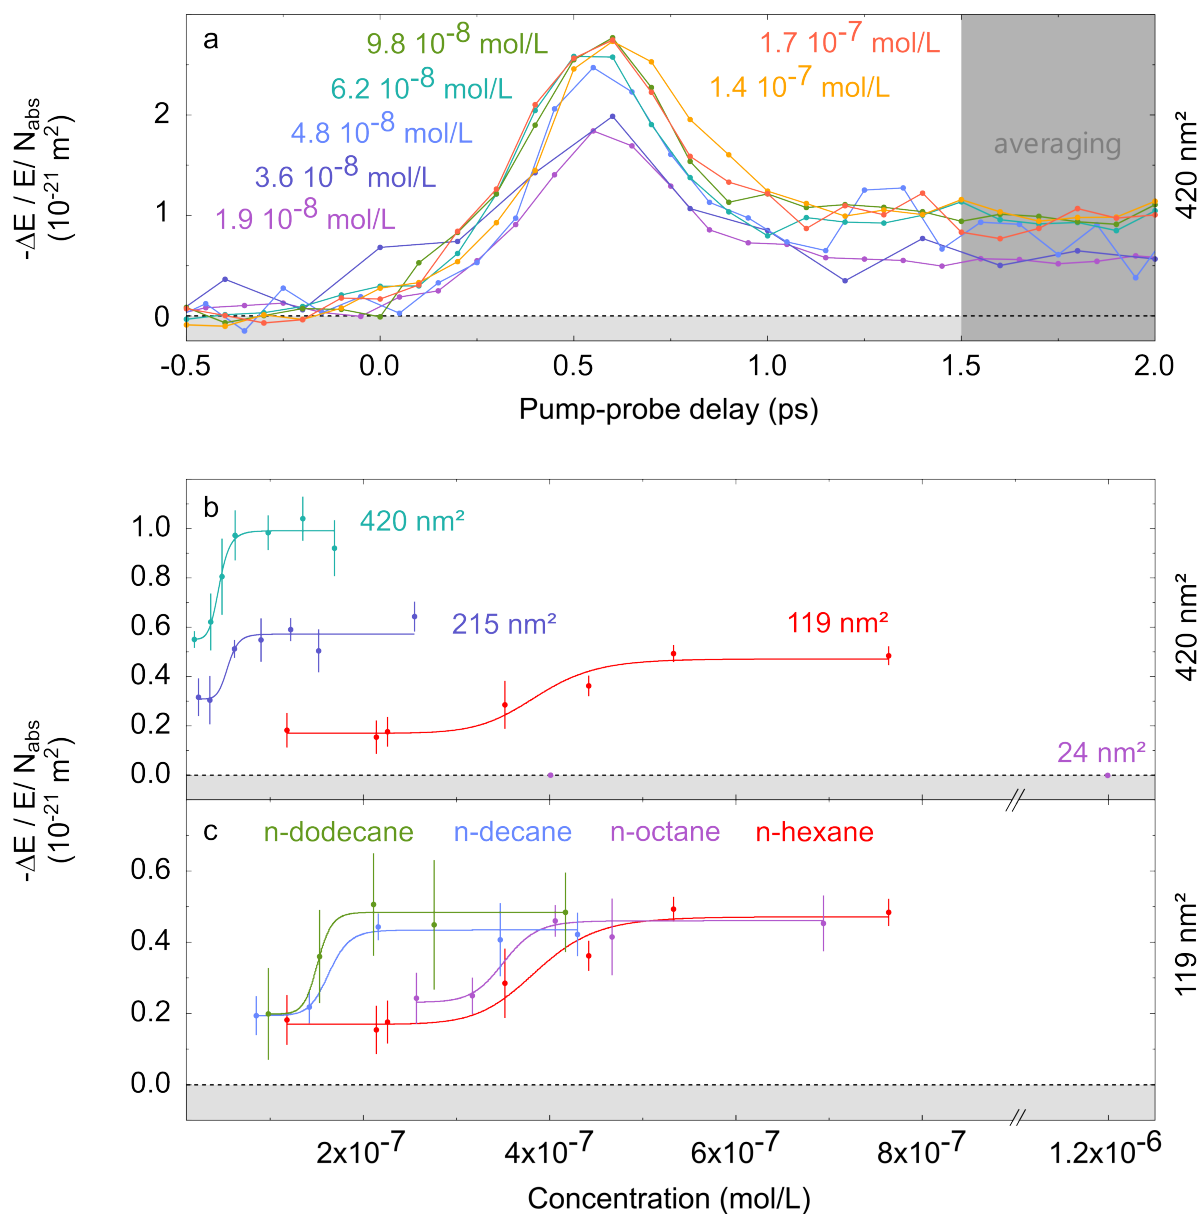 a
9.8 10⁻⁸ mol/L
1.7 10⁻⁷ mol/L
6.2 10⁻⁸ mol/L
1.4 10⁻⁷ mol/L
4.8 10⁻⁸ mol/L
3.6 10⁻⁸ mol/L
1.9 10⁻⁸ mol/L
averaging
-ΔE / E/ Nabs
(10⁻²¹ m²)
2
1
0
420 nm²
-0.5 0.0 0.5 1.0 1.5 2.0
Pump-probe delay (ps)
b
420 nm²
215 nm²
119 nm²
24 nm²
1.0
0.8
0.6
0.4
0.2
0.0
420 nm²
-ΔE / E/ Nabs
(10⁻²¹ m²)
c
n-dodecane n-decane n-octane n-hexane
0.6
0.4
0.2
0.0
119 nm²
2x10⁻⁷ 4x10⁻⁷ 6x10⁻⁷ 8x10⁻⁷ 1.2x10⁻⁶
Concentration (mol/L)